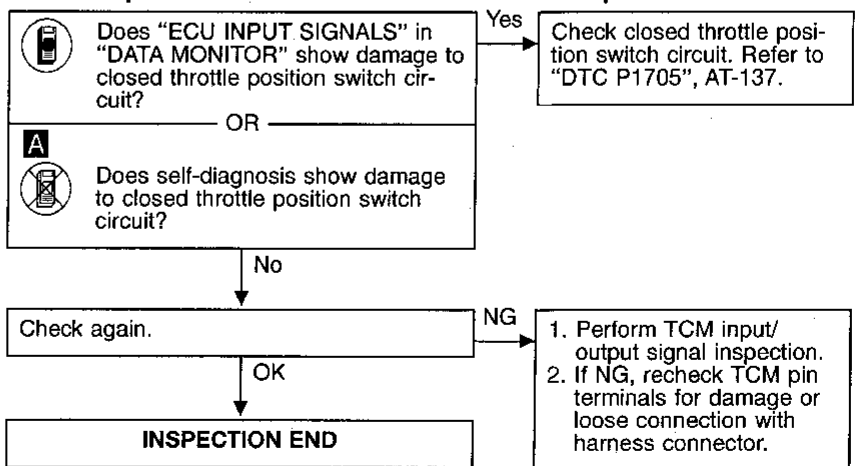 Does “ECU INPUT SIGNALS” in
“DATA MONITOR” show damage to
closed throttle position switch cir-
cuit?
OR
A
Does self-diagnosis show damage
to closed throttle position switch
circuit?
Yes
Check closed throttle posi-
tion switch circuit. Refer to
“DTC P1705”, AT-137.
No
Check again.
NG
1. Perform TCM input/
output signal inspection.
2. If NG, recheck TCM pin
terminals for damage or
loose connection with
harness connector.
OK
INSPECTION END